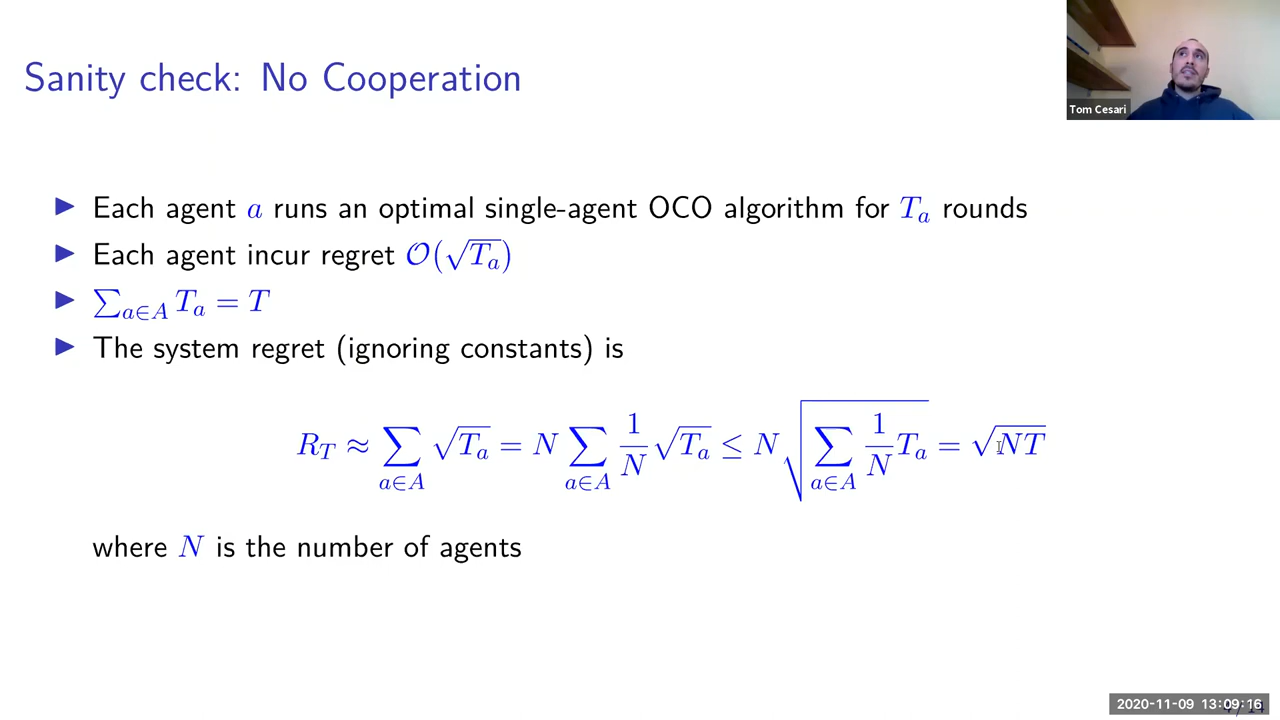 Sanity check: No Cooperation
Tom Cesari
▶ Each agent a runs an optimal single-agent OCO algorithm for T_a rounds
▶ Each agent incur regret O(√T_a)
▶ ∑_{a∈A} T_a = T
▶ The system regret (ignoring constants) is
R_T ≈ ∑_{a∈A} √T_a = N ∑_{a∈A} 1/N √T_a ≤ N √(∑_{a∈A} 1/N T_a) = √NT
where N is the number of agents
2020-11-09 13:09:16